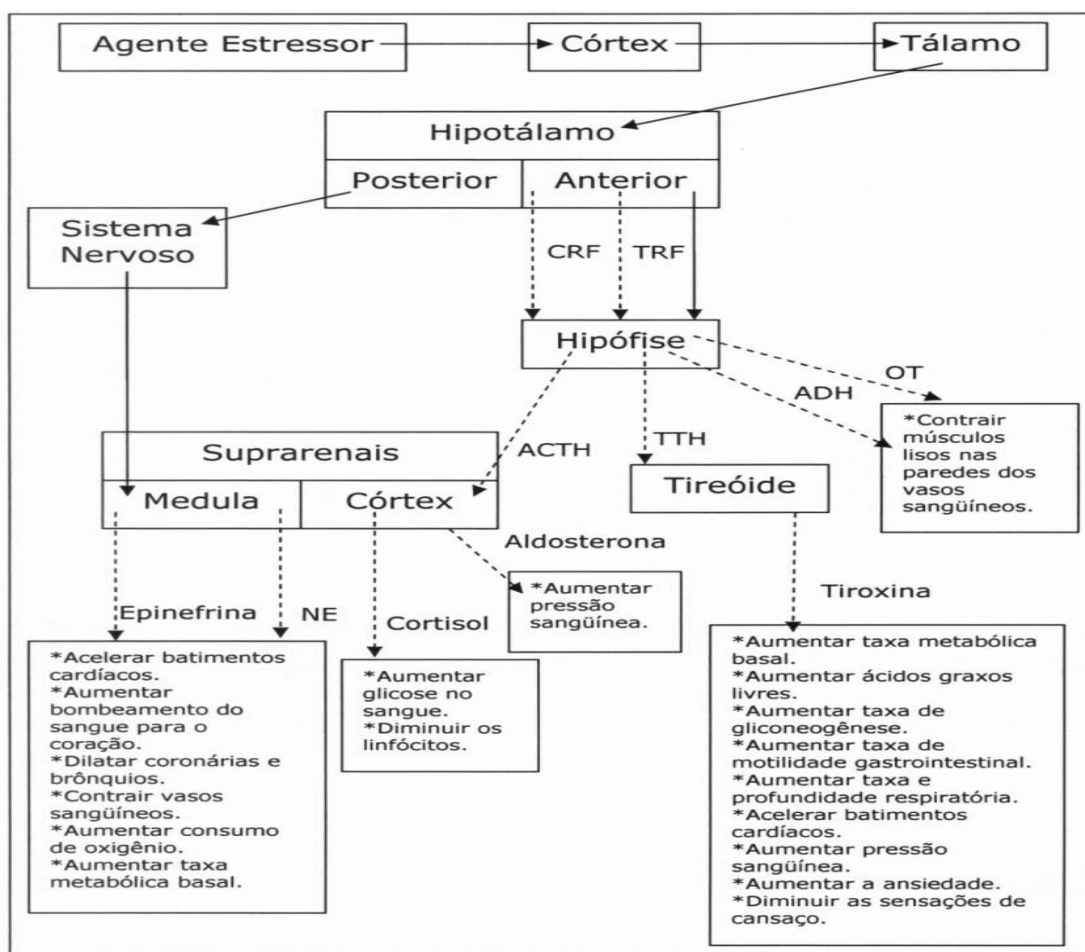 Agente Estressor
Córtex
Tálamo
Hipotálamo
Posterior
Anterior
Sistema
Nervoso
CRF
TRF
Hipófise
OT
ADH
ACTH
TTH
*Contrair
músculos
lisos nas
paredes dos
vasos
sangüíneos.
Suprarenais
Medula
Córtex
Tireóide
Aldosterona
*Aumentar
pressão
sangüínea.
Epinefrina
NE
Cortisol
Tiroxina
*Acelerar batimentos
cardíacos.
*Aumentar
bombeamento do
sangue para o
coração.
*Dilatar coronárias e
brônquios.
*Contrair vasos
sangüíneos.
*Aumentar consumo
de oxigênio.
*Aumentar taxa
metabólica basal.
*Aumentar
glicose no
sangue.
*Diminuir os
linfócitos.
*Aumentar taxa metabólica
basal.
*Aumentar ácidos graxos
livres.
*Aumentar taxa de
gliconeogênese.
*Aumentar taxa de
motilidade gastrointestinal.
*Aumentar taxa e
profundidade respiratória.
*Acelerar batimentos
cardíacos.
*Aumentar pressão
sangüínea.
*Aumentar a ansiedade.
*Diminuir as sensações de
cansaço.